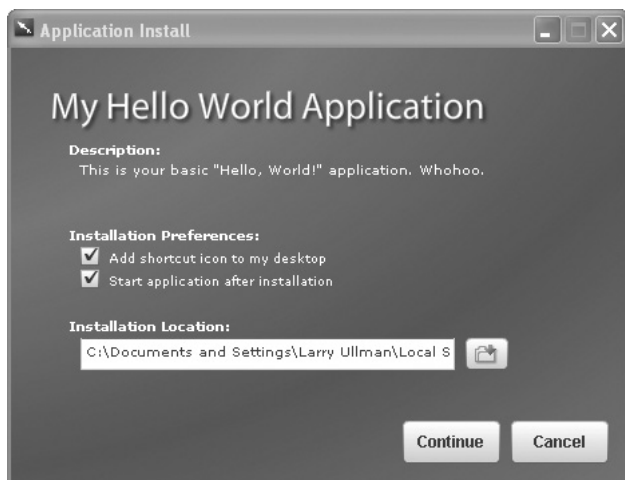 Application Install
My Hello World Application
Description:
This is your basic "Hello, World!" application. Whohoo.
Installation Preferences:
Add shortcut icon to my desktop
Start application after installation
Installation Location:
C:\Documents and Settings\Larry Ullman\Local S
Continue Cancel